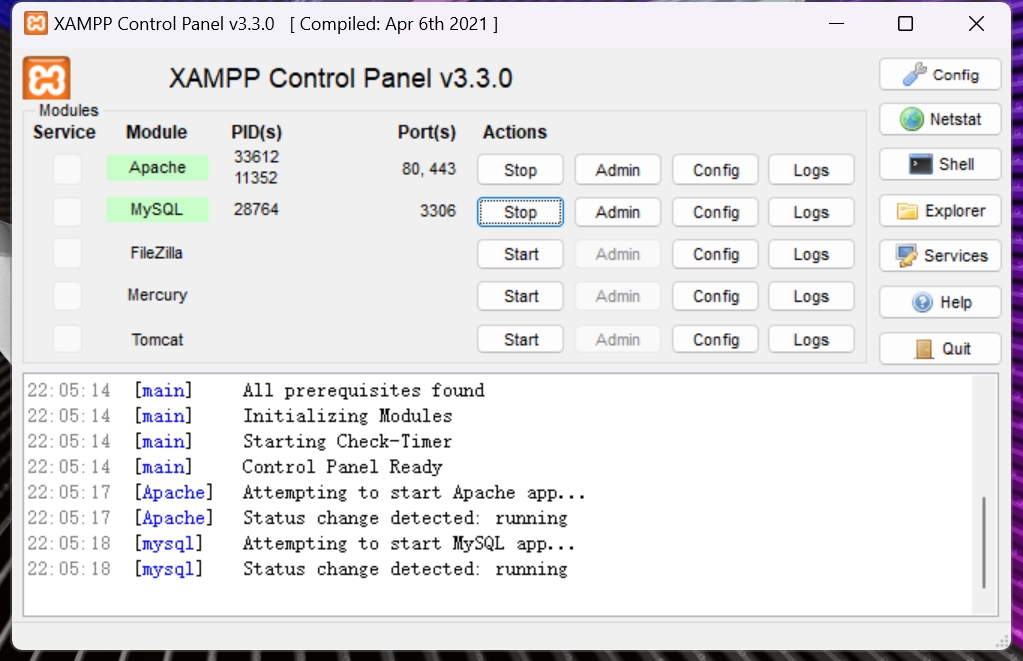 XAMPP Control Panel v3.3.0 [ Compiled: Apr 6th 2021 ]
XAMPP Control Panel v3.3.0
Config
Modules
Service Module PID(s) Port(s) Actions
Netstat
Apache 33612 11352 80, 443 Stop Admin Config Logs
Shell
MySQL 28764 3306 Stop Admin Config Logs
Explorer
FileZilla Start Admin Config Logs
Services
Mercury Start Admin Config Logs
Help
Tomcat Start Admin Config Logs
Quit
22:05:14 [main] All prerequisites found
22:05:14 [main] Initializing Modules
22:05:14 [main] Starting Check-Timer
22:05:14 [main] Control Panel Ready
22:05:17 [Apache] Attempting to start Apache app...
22:05:17 [Apache] Status change detected: running
22:05:18 [mysql] Attempting to start MySQL app...
22:05:18 [mysql] Status change detected: running